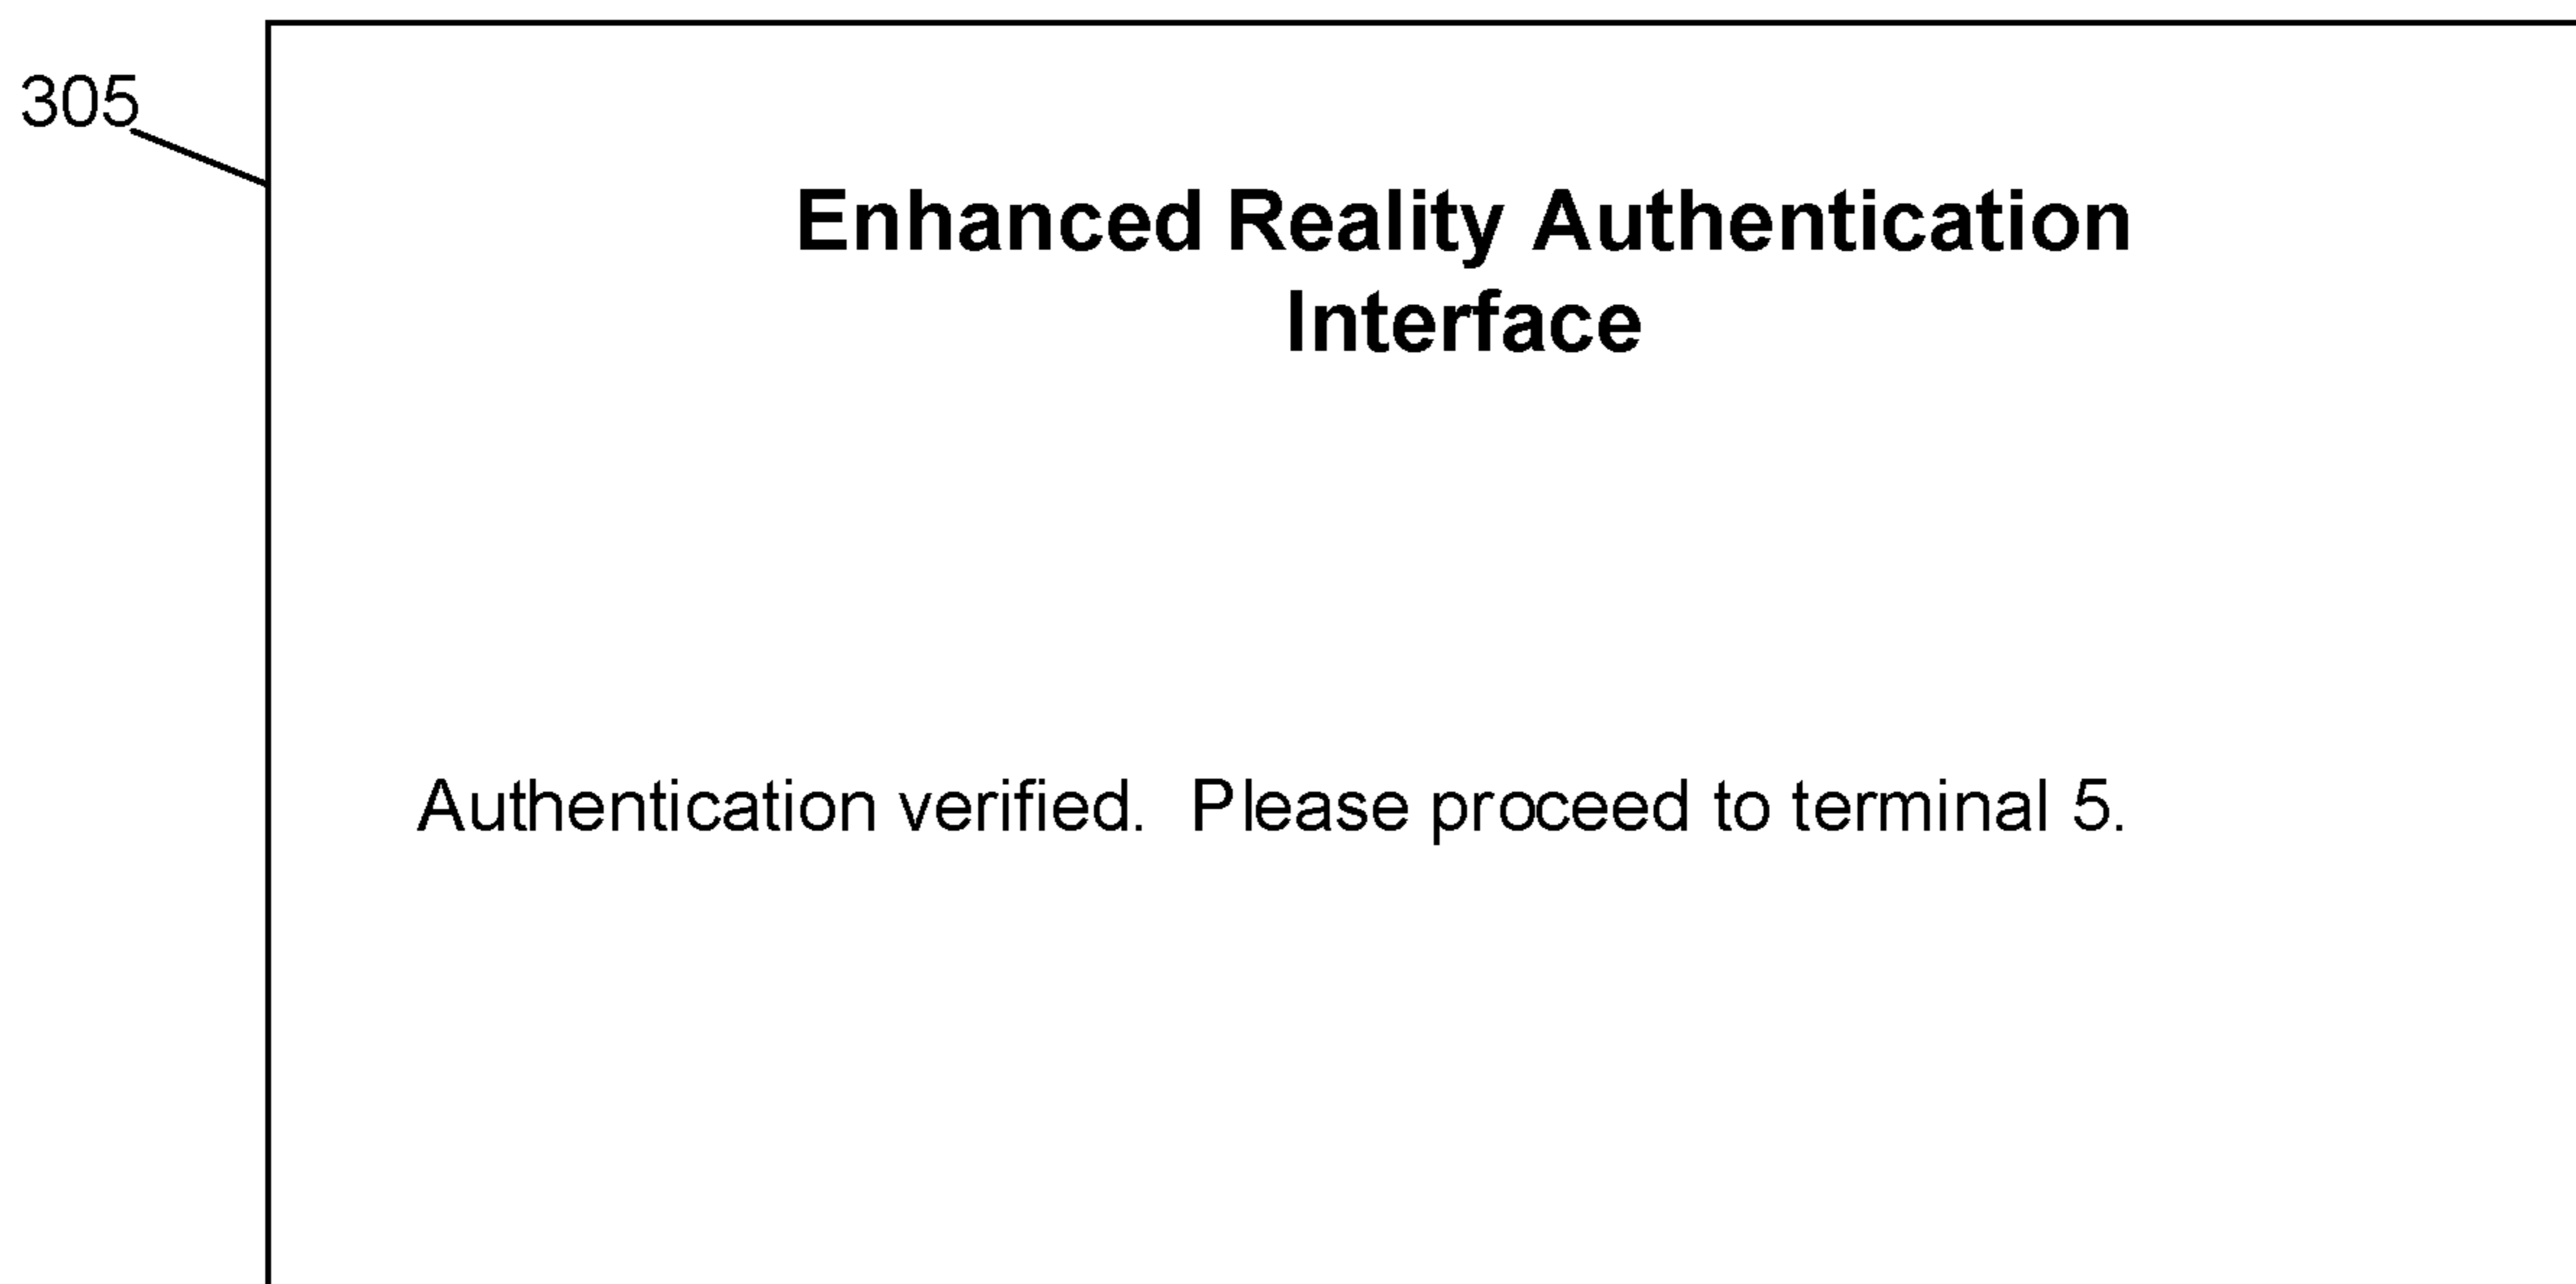 305
Enhanced Reality Authentication
Interface
Authentication verified.  Please proceed to terminal 5.